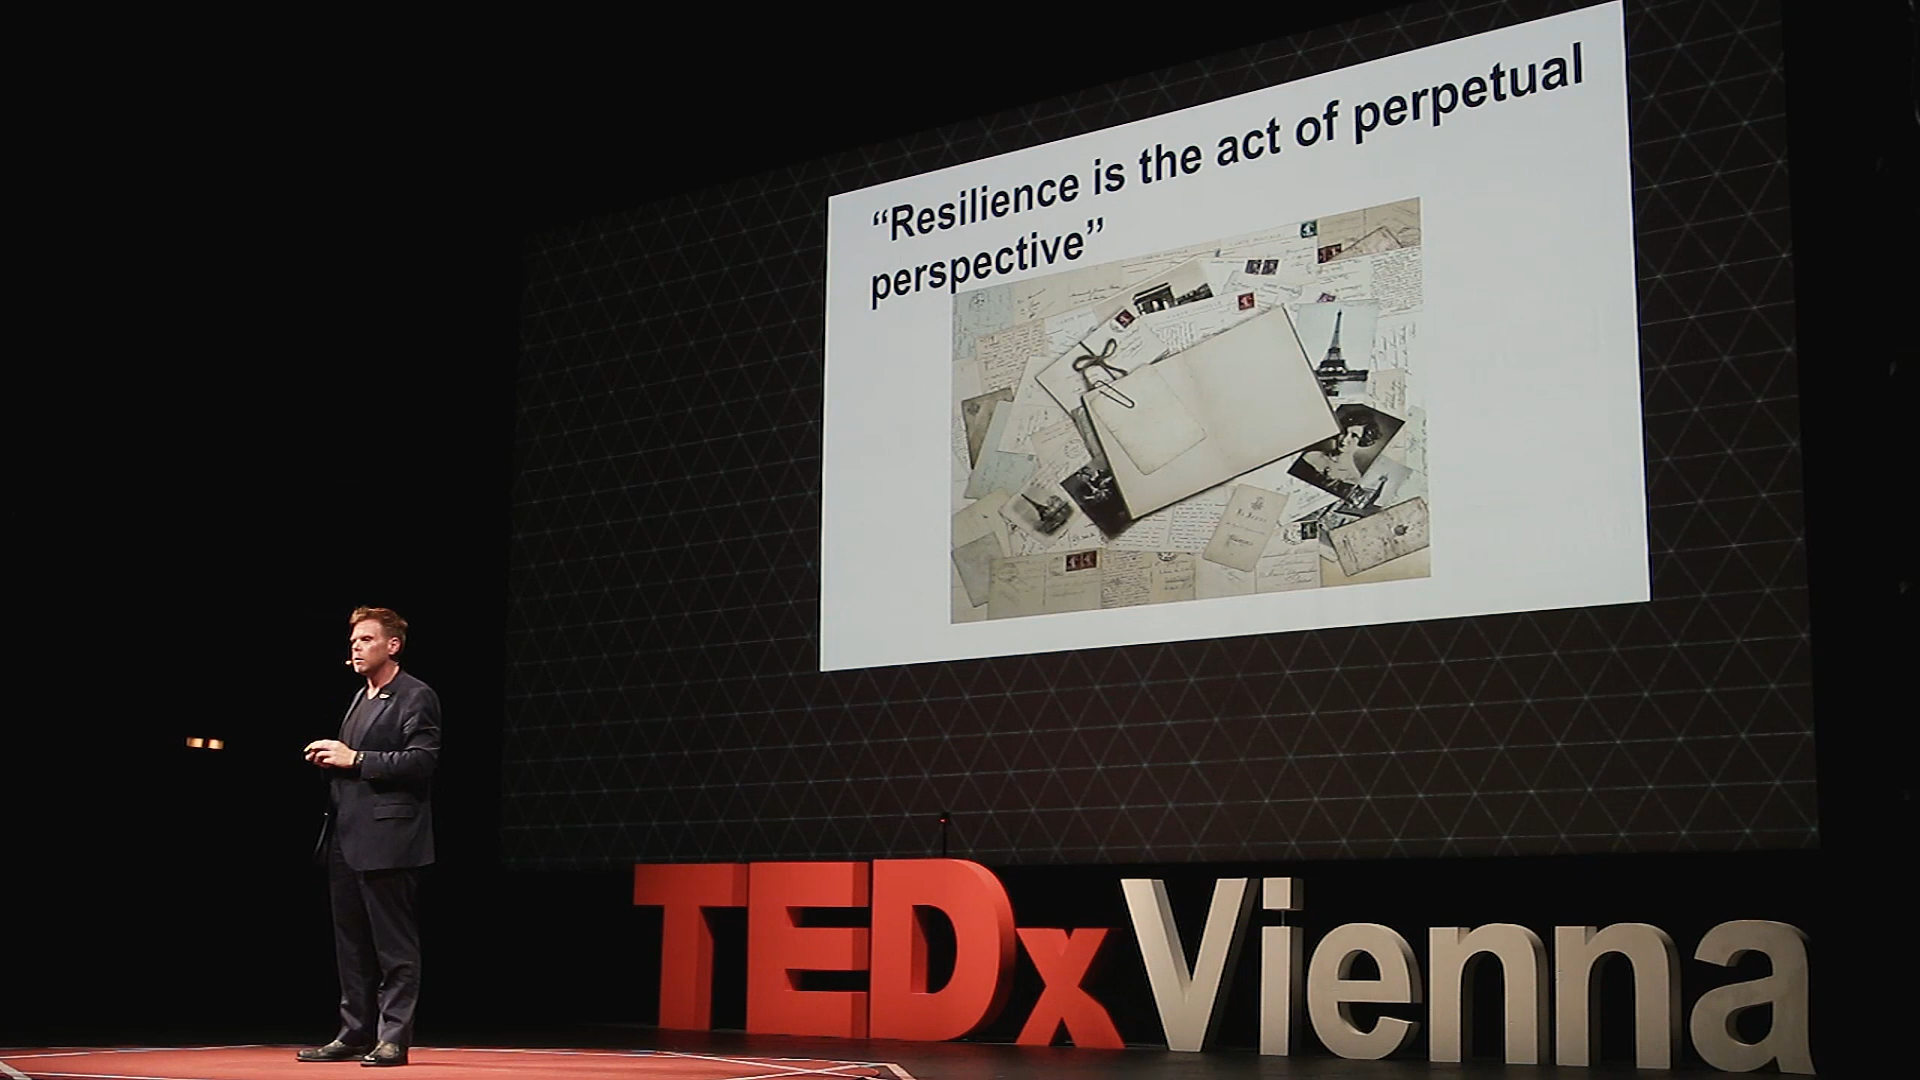 “Resilience is the act of perpetual
perspective”
TEDxVienna